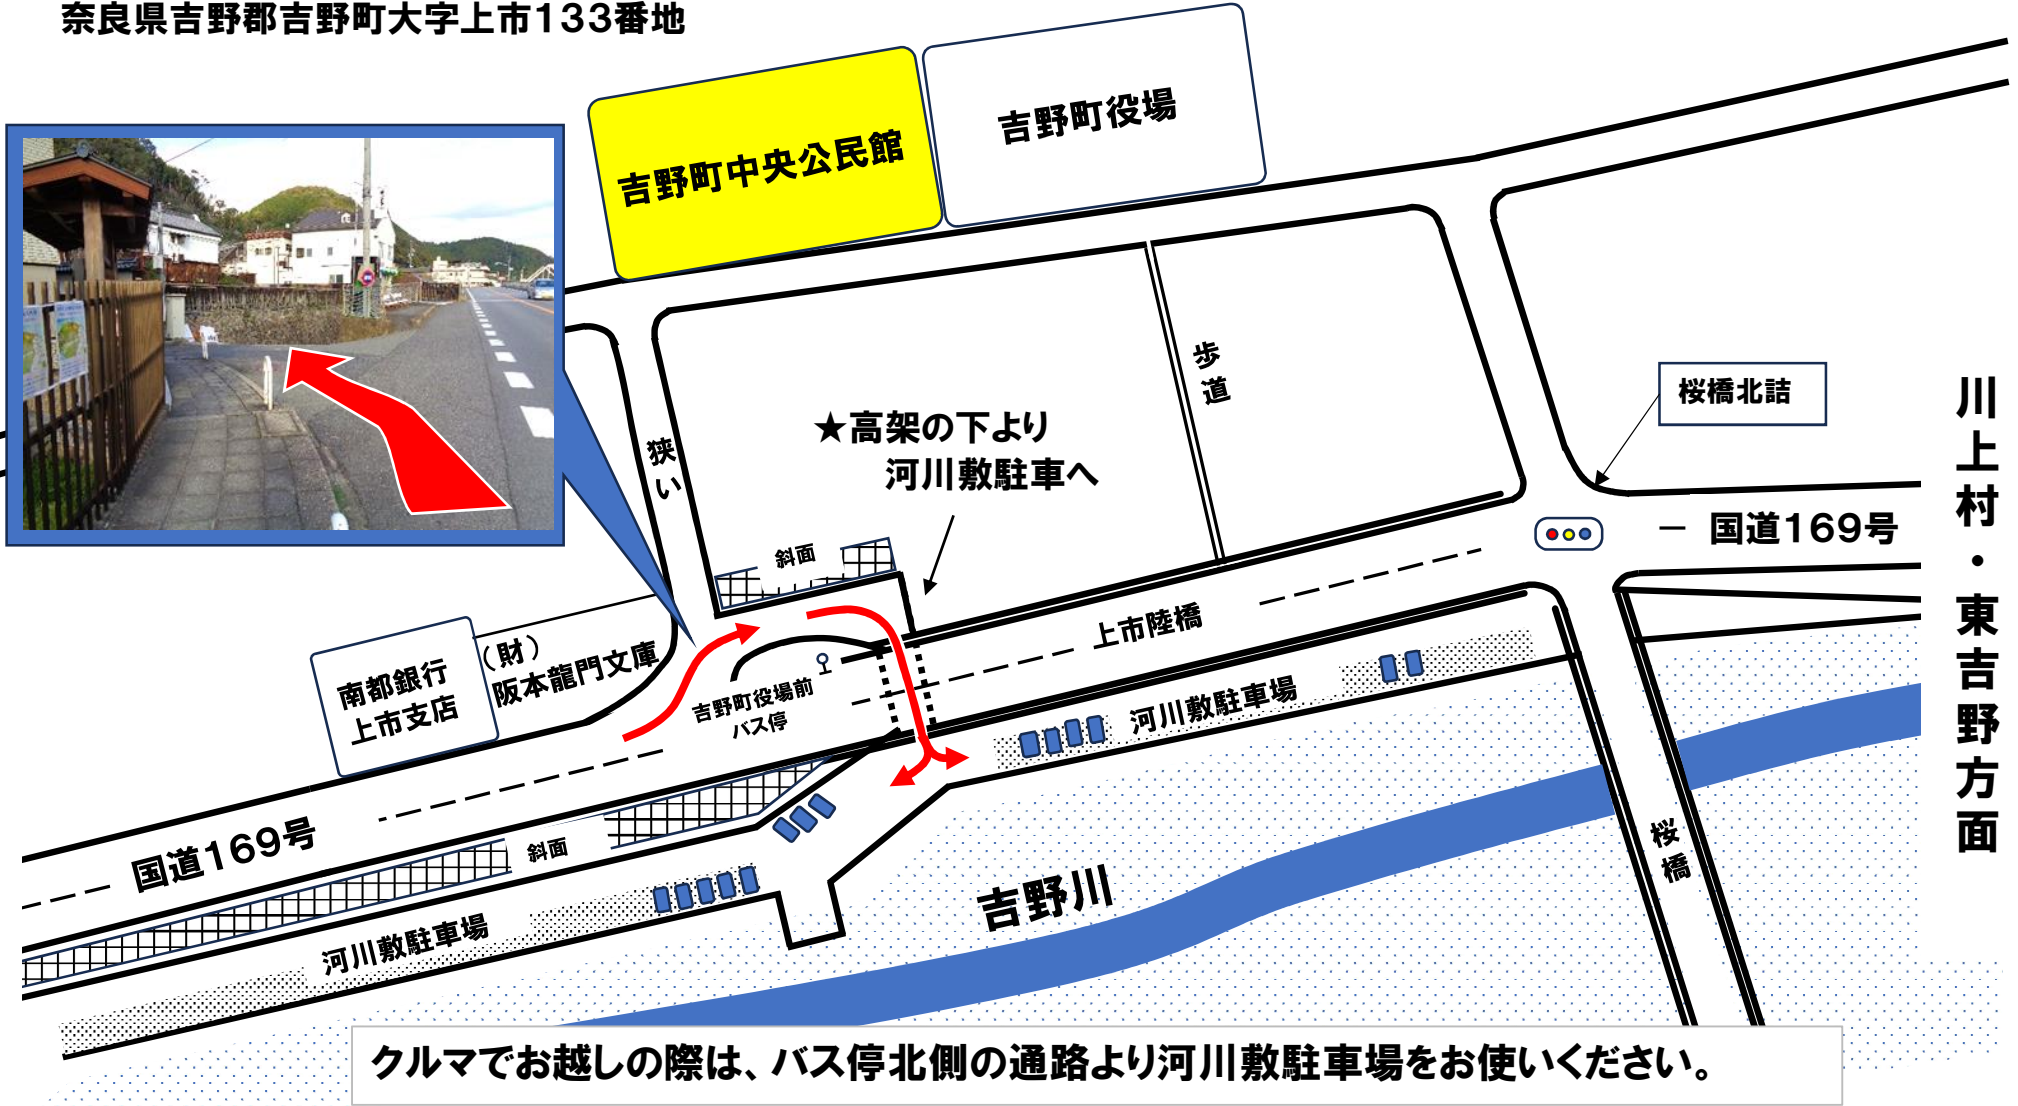 奈良県吉野郡吉野町大字上市133番地
吉野町中央公民館
吉野町役場
歩道
狭い
★高架の下より
河川敷駐車へ
桜橋北詰
川上村・東吉野方面
国道169号
斜面
上市陸橋
南都銀行
上市支店
（財）
阪本龍門文庫
吉野町役場前
バス停
河川敷駐車場
国道169号
斜面
河川敷駐車場
吉野川
桜橋
クルマでお越しの際は、バス停北側の通路より河川敷駐車場をお使いください。